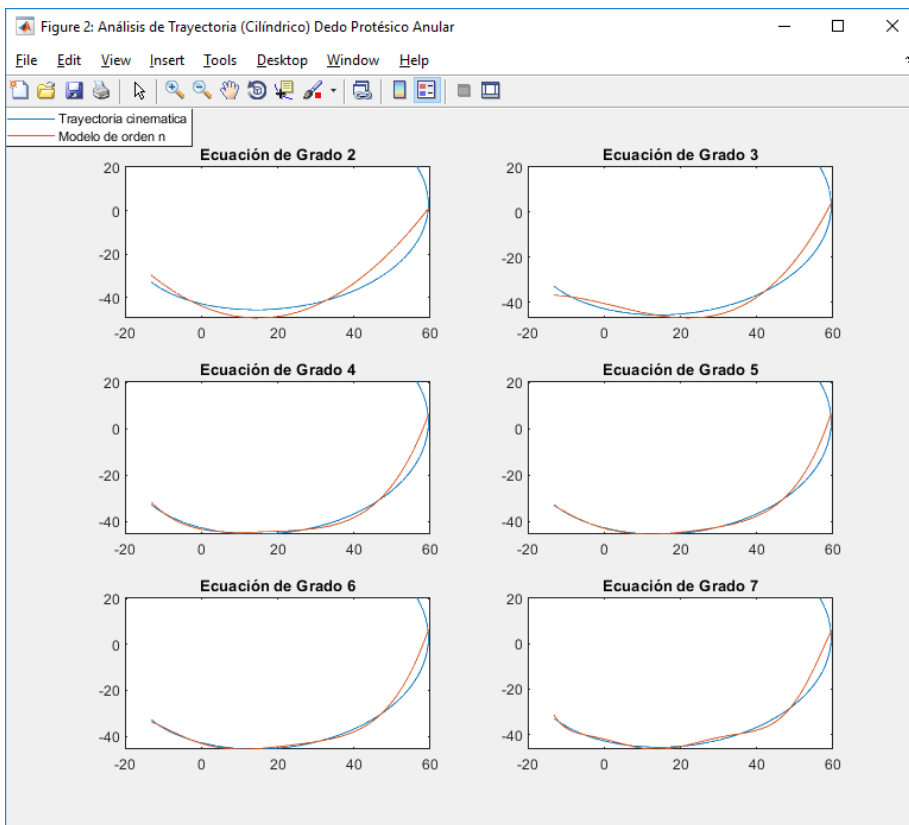 Figure 2: Análisis de Trayectoria (Cilíndrico) Dedo Protésico Anular
File Edit View Insert Tools Desktop Window Help
Trayectoria cinematica
Modelo de orden n
Ecuación de Grado 2
20
0
-20
-40
-20 0 20 40 60
Ecuación de Grado 3
20
0
-20
-40
-20 0 20 40 60
Ecuación de Grado 4
20
0
-20
-40
-20 0 20 40 60
Ecuación de Grado 5
20
0
-20
-40
-20 0 20 40 60
Ecuación de Grado 6
20
0
-20
-40
-20 0 20 40 60
Ecuación de Grado 7
20
0
-20
-40
-20 0 20 40 60